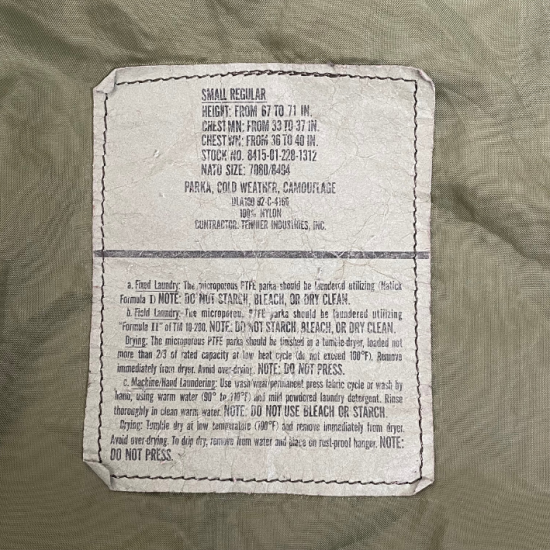 SMALL REGULAR
HEIGHT: FROM 67 TO 71 IN.
CHEST MN: FROM 33 TO 37 IN.
CHEST WN: FROM 36 TO 40 IN.
STOCK NO. 8415-01-228-1312
NATO SIZE: 7080/8494
PARKA, COLD WEATHER, CAMOUFLAGE
100% NYLON
CONTRACTOR: TENNIER INDUSTRIES, INC.
a. Fixed Laundry: The microporous PTFE parka should be laundered utilizing (Natick
Formula I) NOTE: DO NOT STARCH, BLEACH, OR DRY CLEAN.
b. Field Laundry: The microporous, PTFE parka should be laundered utilizing
"Formula II" of TM 10-280. NOTE: DO NOT STARCH, BLEACH, OR DRY CLEAN.
Drying: The microporous PTFE parka should be finished in a tumble-dryer, loaded not
more than 2/3 of rated capacity at low heat cycle (do not exceed 100°F). Remove
immediately from dryer. Avoid over-drying. NOTE: DO NOT PRESS.
c. Machine/Hand Laundering: Use wash/wear/permanent press fabric cycle or wash by
hand, using warm water (90° to 110°F) and mild powdered laundry detergent. Rinse
thoroughly in clean warm water. NOTE: DO NOT USE BLEACH OR STARCH.
Drying: Tumble dry at low temperature (100°F) and remove immediately from dryer.
Avoid over-drying. To drip dry, remove from water and place on rust-proof hanger. NOTE:
DO NOT PRESS.